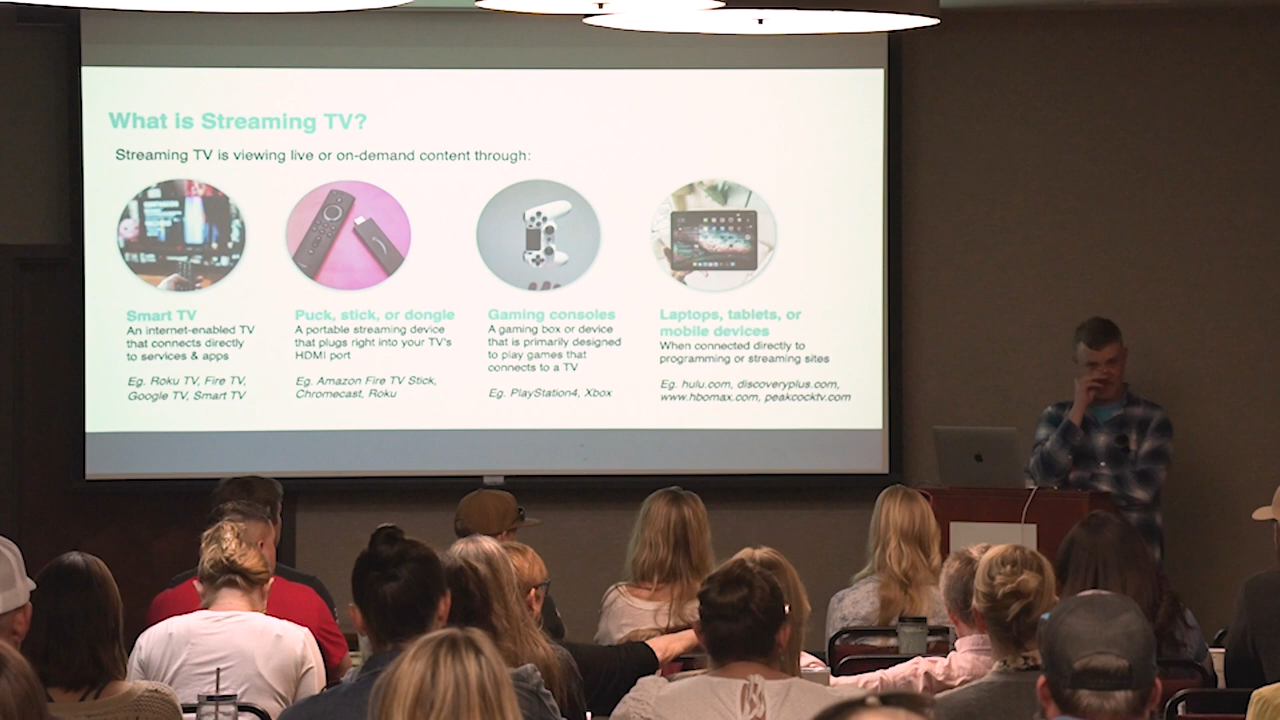 What is Streaming TV?
Streaming TV is viewing live or on-demand content through:
Smart TV
An internet-enabled TV
that connects directly
to services & apps
Eg. Roku TV, Fire TV,
Google TV, Smart TV
Puck, stick, or dongle
A portable streaming device
that plugs right into your TV's
HDMI port
Eg. Amazon Fire TV Stick,
Chromecast, Roku
Gaming consoles
A gaming box or device
that is primarily designed
to play games that
connects to a TV
Eg. PlayStation4, Xbox
Laptops, tablets, or
mobile devices
When connected directly to
programming or streaming sites
Eg. hulu.com, discoveryplus.com,
www.hbomax.com, peakcocktv.com